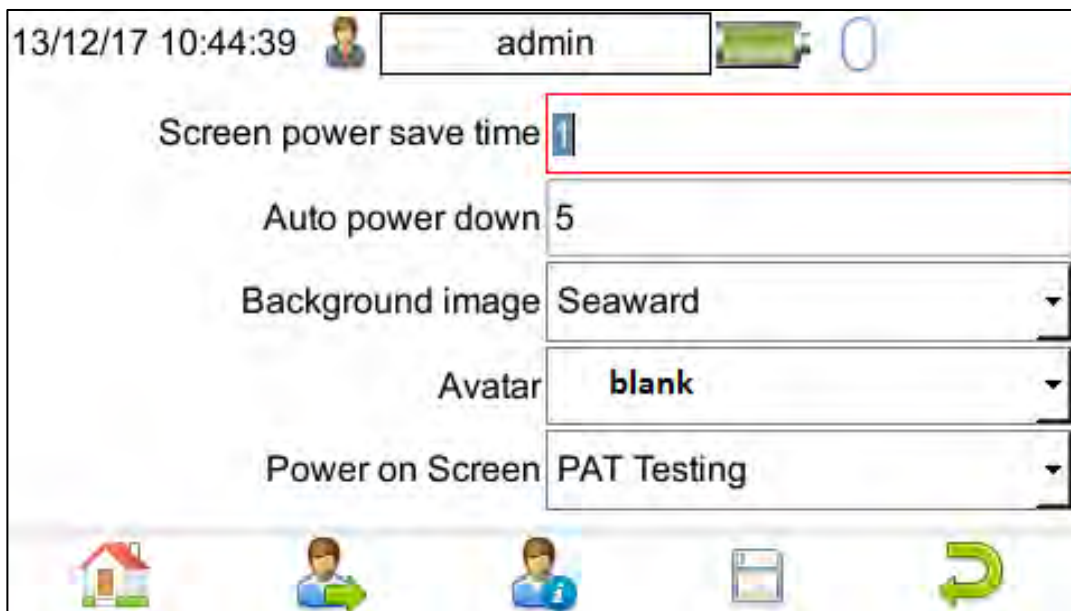 13/12/17 10:44:39 admin
Screen power save time 1
Auto power down 5
Background image Seaward
Avatar blank
Power on Screen PAT Testing